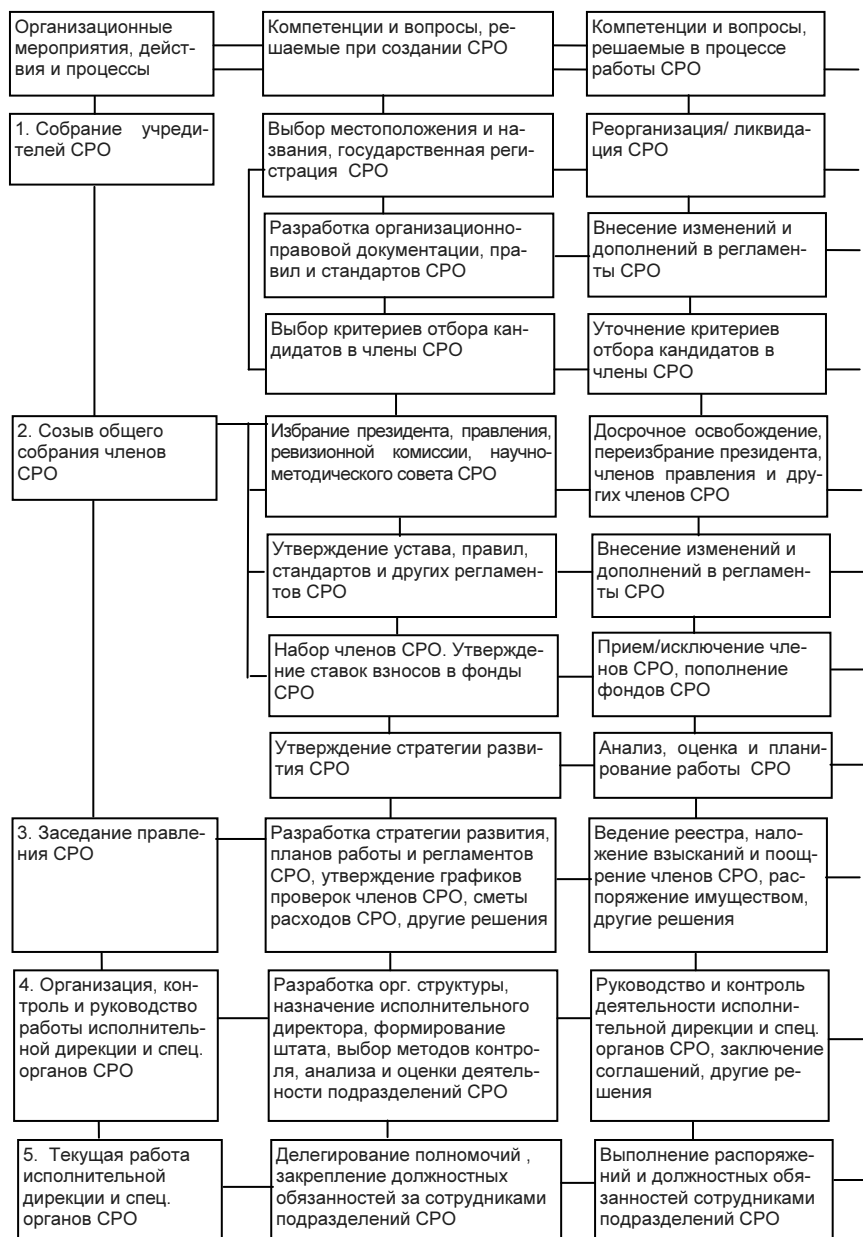 Организационные
мероприятия, дейст-
вия и процессы
Компетенции и вопросы, ре-
шаемые при создании СРО
Компетенции и вопросы,
решаемые в процессе
работы СРО
1. Собрание учреди-
телей СРО
Выбор местоположения и на-
звания, государственная реги-
страция СРО
Реорганизация/ ликвида-
ция СРО
Разработка организационно-
правовой документации, пра-
вил и стандартов СРО
Внесение изменений и
дополнений в регламен-
ты СРО
Выбор критериев отбора кан-
дидатов в члены СРО
Уточнение критериев
отбора кандидатов в
члены СРО
2. Созыв общего
собрания членов
СРО
Избрание президента, правления,
ревизионной комиссии, научно-
методического совета СРО
Досрочное освобождение,
переизбрание президента,
членов правления и дру-
гих членов СРО
Утверждение устава, правил,
стандартов и других регламен-
тов СРО
Внесение изменений и
дополнений в регламен-
ты СРО
Набор членов СРО. Утвержде-
ние ставок взносов в фонды
СРО
Прием/исключение чле-
нов СРО, пополнение
фондов СРО
Утверждение стратегии разви-
тия СРО
Анализ, оценка и плани-
рование работы СРО
3. Заседание правле-
ния СРО
Разработка стратегии развития,
планов работы и регламентов
СРО, утверждение графиков
проверок членов СРО, сметы
расходов СРО, другие решения
Ведение реестра, нало-
жение взысканий и поощ-
рение членов СРО, рас-
поряжение имуществом,
другие решения
4. Организация, кон-
троль и руководство
работы исполнитель-
ной дирекции и спец.
органов СРО
Разработка орг. структуры,
назначение исполнительного
директора, формирование
штата, выбор методов контро-
ля, анализа и оценки деятель-
ности подразделений СРО
Руководство и контроль
деятельности исполни-
тельной дирекции и спец.
органов СРО, заключение
соглашений, другие ре-
шения
5. Текущая работа
исполнительной
дирекции и спец.
органов СРО
Делегирование полномочий ,
закрепление должностных
обязанностей за сотрудниками
подразделений СРО
Выполнение распоряже-
ний и должностных обя-
занностей сотрудниками
подразделений СРО